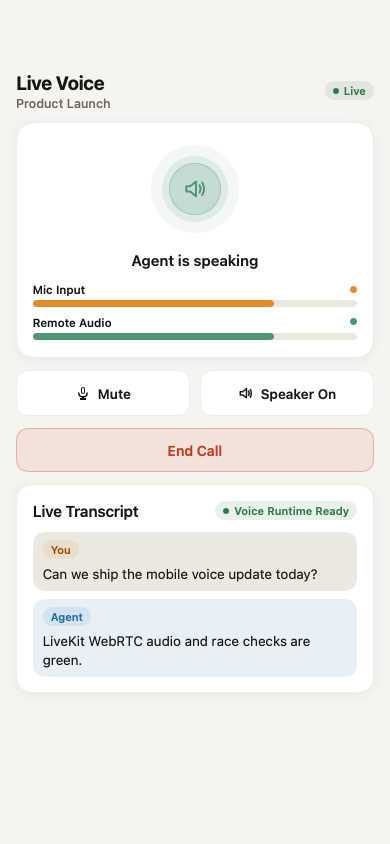 Live Voice
Product Launch
Live
Agent is speaking
Mic Input
Remote Audio
Mute
Speaker On
End Call
Live Transcript
Voice Runtime Ready
You
Can we ship the mobile voice update today?
Agent
LiveKit WebRTC audio and race checks are
green.